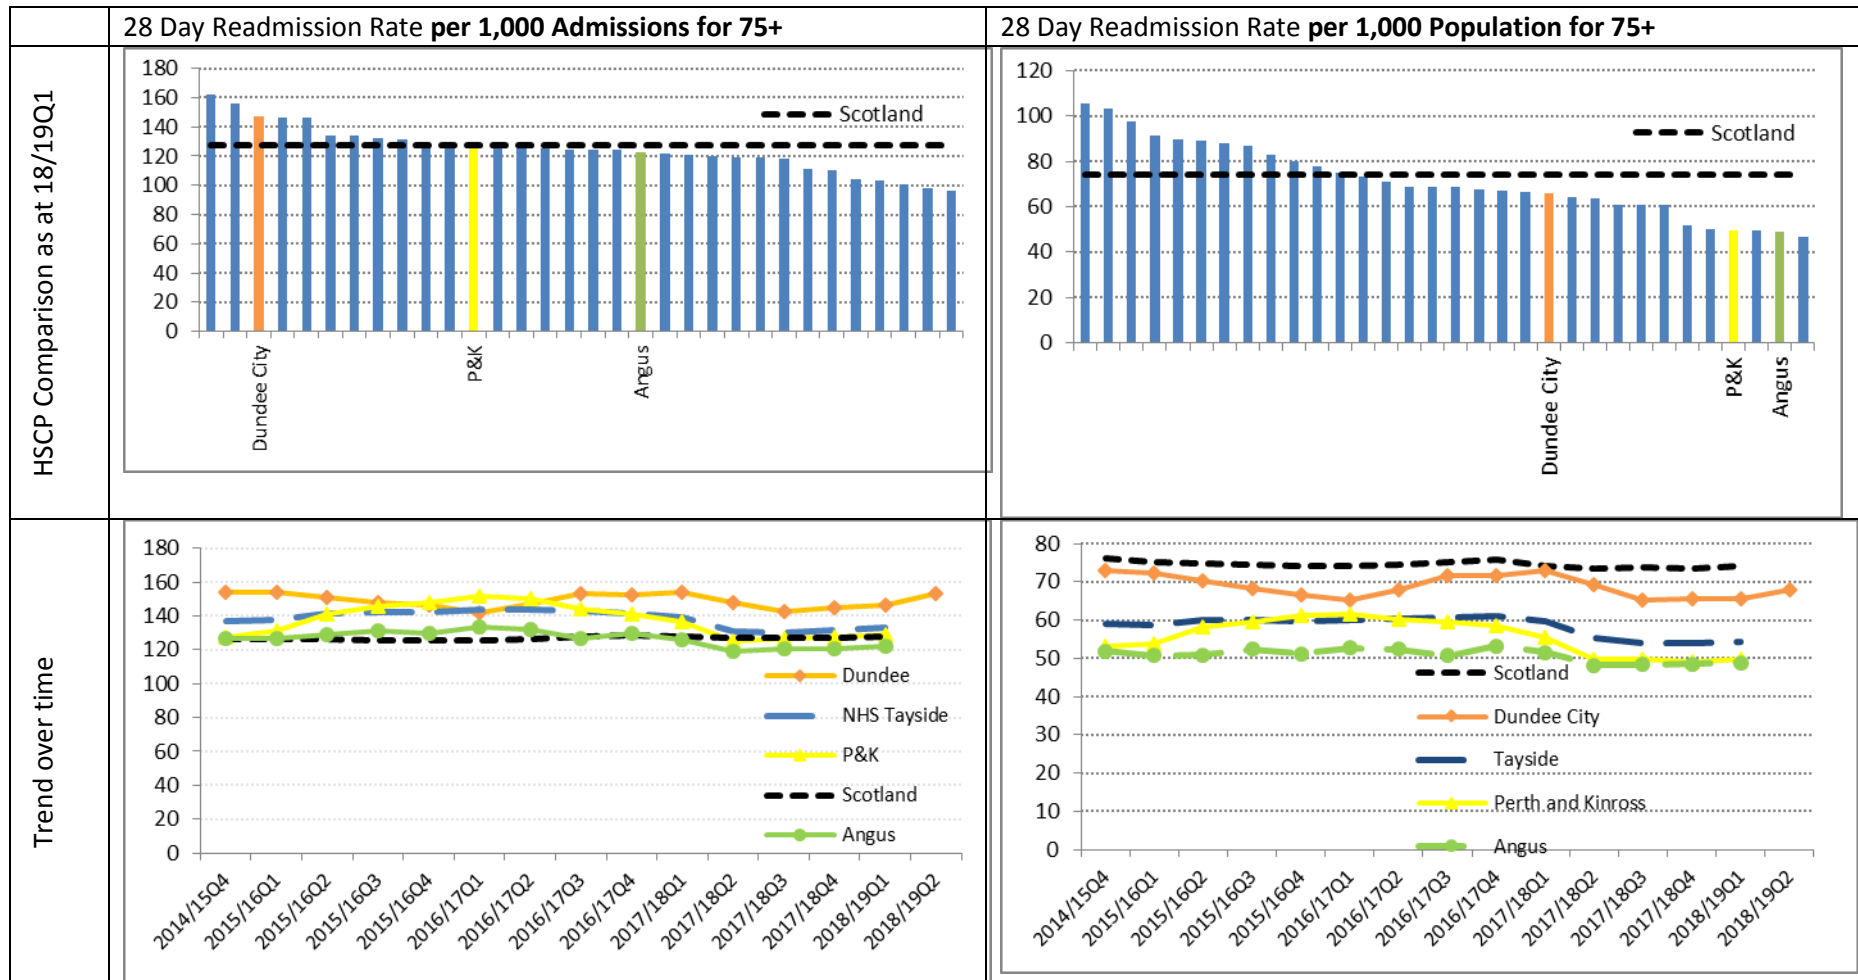 28 Day Readmission Rate per 1,000 Admissions for 75+
28 Day Readmission Rate per 1,000 Population for 75+
HSCP Comparison as at 18/19Q1
180
160
140
120
100
80
60
40
20
0
Scotland
Dundee City
P&K
Angus
120
100
80
60
40
20
0
Scotland
Dundee City
P&K
Angus
Trend over time
180
160
140
120
100
80
60
40
20
0
Dundee
NHS Tayside
P&K
Scotland
Angus
2014/15Q4
2015/16Q1
2015/16Q2
2015/16Q3
2015/16Q4
2016/17Q1
2016/17Q2
2016/17Q3
2016/17Q4
2017/18Q1
2017/18Q2
2017/18Q3
2017/18Q4
2018/19Q1
2018/19Q2
80
70
60
50
40
30
20
10
0
Scotland
Dundee City
Tayside
Perth and Kinross
Angus
2014/15Q4
2015/16Q1
2015/16Q2
2015/16Q3
2015/16Q4
2016/17Q1
2016/17Q2
2016/17Q3
2016/17Q4
2017/18Q1
2017/18Q2
2017/18Q3
2017/18Q4
2018/19Q1
2018/19Q2